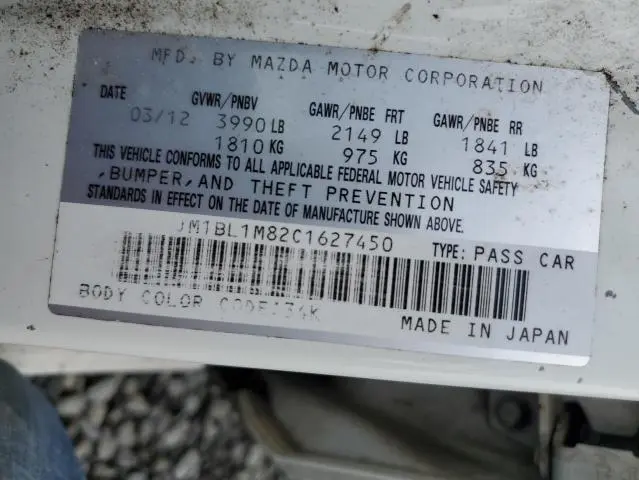 MFD. BY MAZDA MOTOR CORPORATION
DATE GVWR/PNBV GAWR/PNBE FRT GAWR/PNBE RR
03/12 3990 LB 2149 LB 1841 LB
1810 KG 975 KG 835 KG
THIS VEHICLE CONFORMS TO ALL APPLICABLE FEDERAL MOTOR VEHICLE SAFETY
,BUMPER,AND THEFT PREVENTION
STANDARDS IN EFFECT ON THE DATE OF MANUFACTURE SHOWN ABOVE.
JM1BL1M82C1627450 TYPE: PASS CAR
BODY COLOR CODE:34K
MADE IN JAPAN